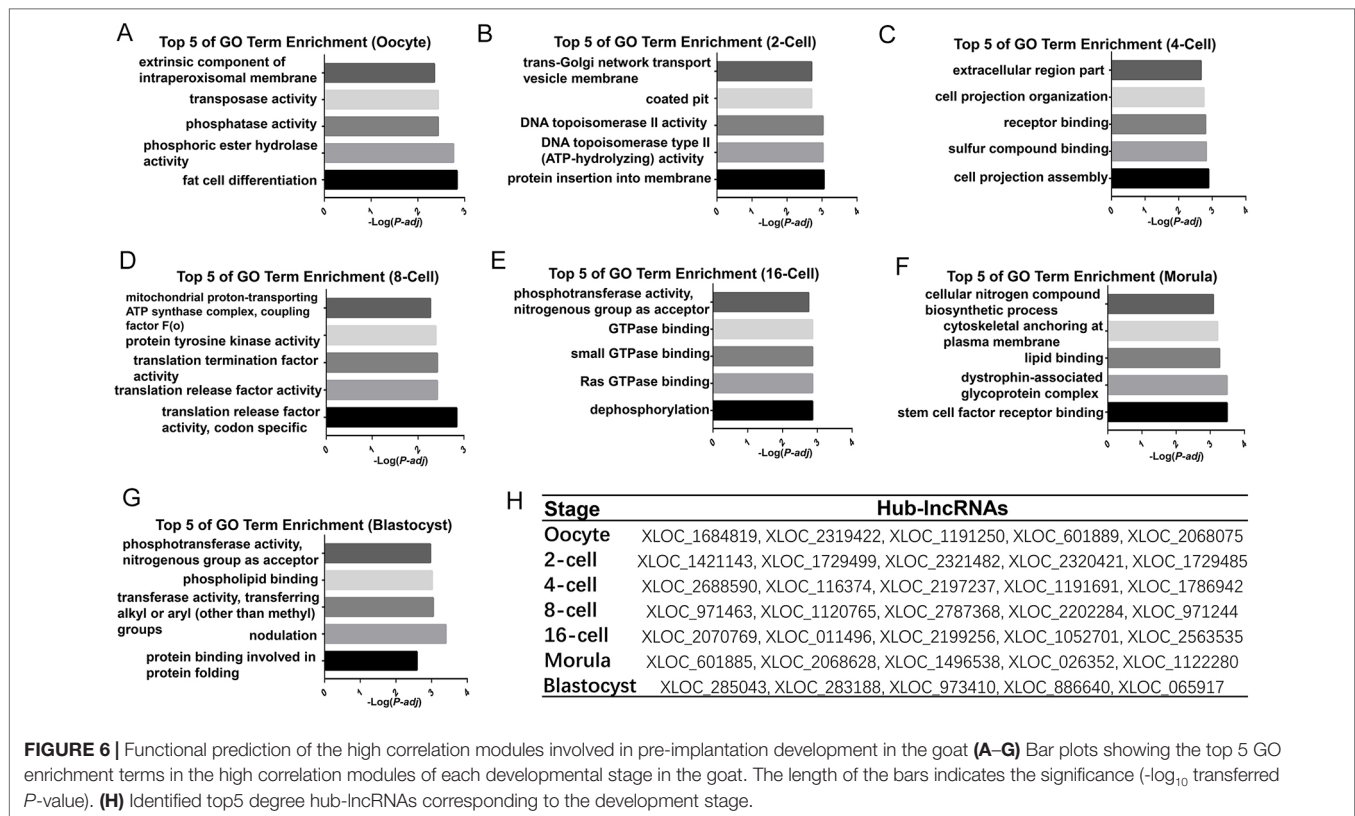 A
Top 5 of GO Term Enrichment (Oocyte)
extrinsic component of
intraperoxisomal membrane
transposase activity
phosphatase activity
phosphoric ester hydrolase
activity
fat cell differentiation
0 1 2 3
-Log(P-adj)
B
Top 5 of GO Term Enrichment (2-Cell)
trans-Golgi network transport
vesicle membrane
coated pit
DNA topoisomerase II activity
DNA topoisomerase type II
(ATP-hydrolyzing) activity
protein insertion into membrane
0 1 2 3 4
-Log(P-adj)
C
Top 5 of GO Term Enrichment (4-Cell)
extracellular region part
cell projection organization
receptor binding
sulfur compound binding
cell projection assembly
0 1 2 3 4
-Log(P-adj)
D
Top 5 of GO Term Enrichment (8-Cell)
mitochondrial proton-transporting
ATP synthase complex, coupling
factor F(o)
protein tyrosine kinase activity
translation termination factor
activity
translation release factor activity
translation release factor
activity, codon specific
0 1 2 3
-Log(P-adj)
E
Top 5 of GO Term Enrichment (16-Cell)
phosphotransferase activity,
nitrogenous group as acceptor
GTPase binding
small GTPase binding
Ras GTPase binding
dephosphorylation
0 1 2 3 4
-Log(P-adj)
F
Top 5 of GO Term Enrichment (Morula)
cellular nitrogen compound
biosynthetic process
cytoskeletal anchoring at
plasma membrane
lipid binding
dystrophin-associated
glycoprotein complex
stem cell factor receptor binding
0 1 2 3 4
-Log(P-adj)
G
Top 5 of GO Term Enrichment (Blastocyst)
phosphotransferase activity,
nitrogenous group as acceptor
phospholipid binding
transferase activity, transferring
alkyl or aryl (other than methyl)
groups
nodulation
protein binding involved in
protein folding
0 1 2 3 4
-Log(P-adj)
H
Stage Hub-lncRNAs
Oocyte XLOC_1684819, XLOC_2319422, XLOC_1191250, XLOC_601889, XLOC_2068075
2-cell XLOC_1421143, XLOC_1729499, XLOC_2321482, XLOC_2320421, XLOC_1729485
4-cell XLOC_2688590, XLOC_116374, XLOC_2197237, XLOC_1191691, XLOC_1786942
8-cell XLOC_971463, XLOC_1120765, XLOC_2787368, XLOC_2202284, XLOC_971244
16-cell XLOC_2070769, XLOC_011496, XLOC_2199256, XLOC_1052701, XLOC_2563535
Morula XLOC_601885, XLOC_2068628, XLOC_1496538, XLOC_026352, XLOC_1122280
Blastocyst XLOC_285043, XLOC_283188, XLOC_973410, XLOC_886640, XLOC_065917
FIGURE 6 | Functional prediction of the high correlation modules involved in pre-implantation development in the goat (A–G) Bar plots showing the top 5 GO
enrichment terms in the high correlation modules of each developmental stage in the goat. The length of the bars indicates the significance (-log10 transferred
P-value). (H) Identified top5 degree hub-lncRNAs corresponding to the development stage.